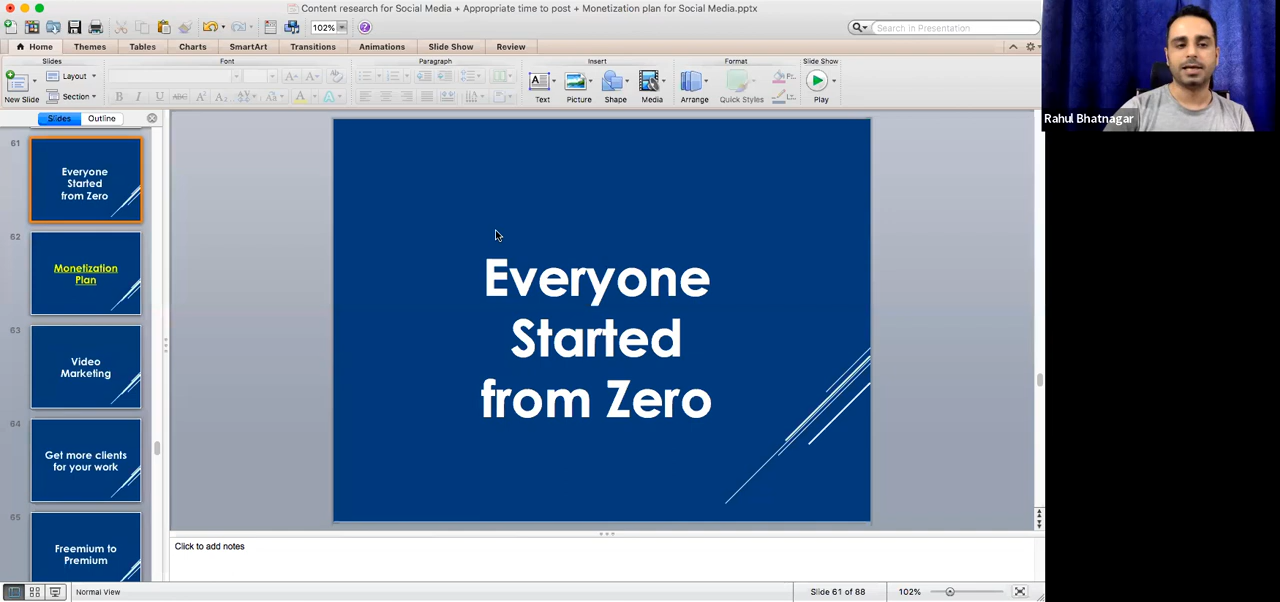 Content research for Social Media + Appropriate time to post + Monetization plan for Social Media.pptx
102%
Search in Presentation
Home
Themes
Tables
Charts
SmartArt
Transitions
Animations
Slide Show
Review
Slides
Font
Paragraph
Insert
Format
Slide Show
New Slide
Layout
Section
B I U ABC
Text
Picture
Shape
Media
Arrange
Quick Styles
Play
Slides
Outline
61
Everyone
Started
from Zero
62
Monetization
Plan
63
Video
Marketing
64
Get more clients
for your work
65
Freemium to
Premium
Everyone
Started
from Zero
Click to add notes
Normal View
Slide 61 of 88
102%
Rahul Bhatnagar